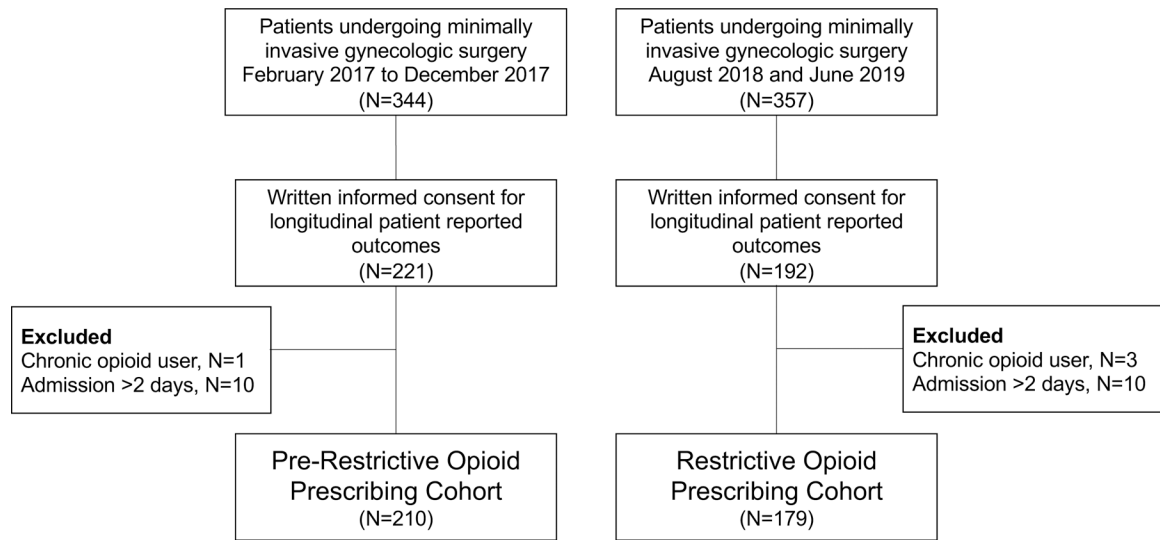 Patients undergoing minimally
invasive gynecologic surgery
February 2017 to December 2017
(N=344)
Patients undergoing minimally
invasive gynecologic surgery
August 2018 and June 2019
(N=357)
Written informed consent for
longitudinal patient reported
outcomes
(N=221)
Written informed consent for
longitudinal patient reported
outcomes
(N=192)
Excluded
Chronic opioid user, N=1
Admission >2 days, N=10
Excluded
Chronic opioid user, N=3
Admission >2 days, N=10
Pre-Restrictive Opioid
Prescribing Cohort
(N=210)
Restrictive Opioid
Prescribing Cohort
(N=179)